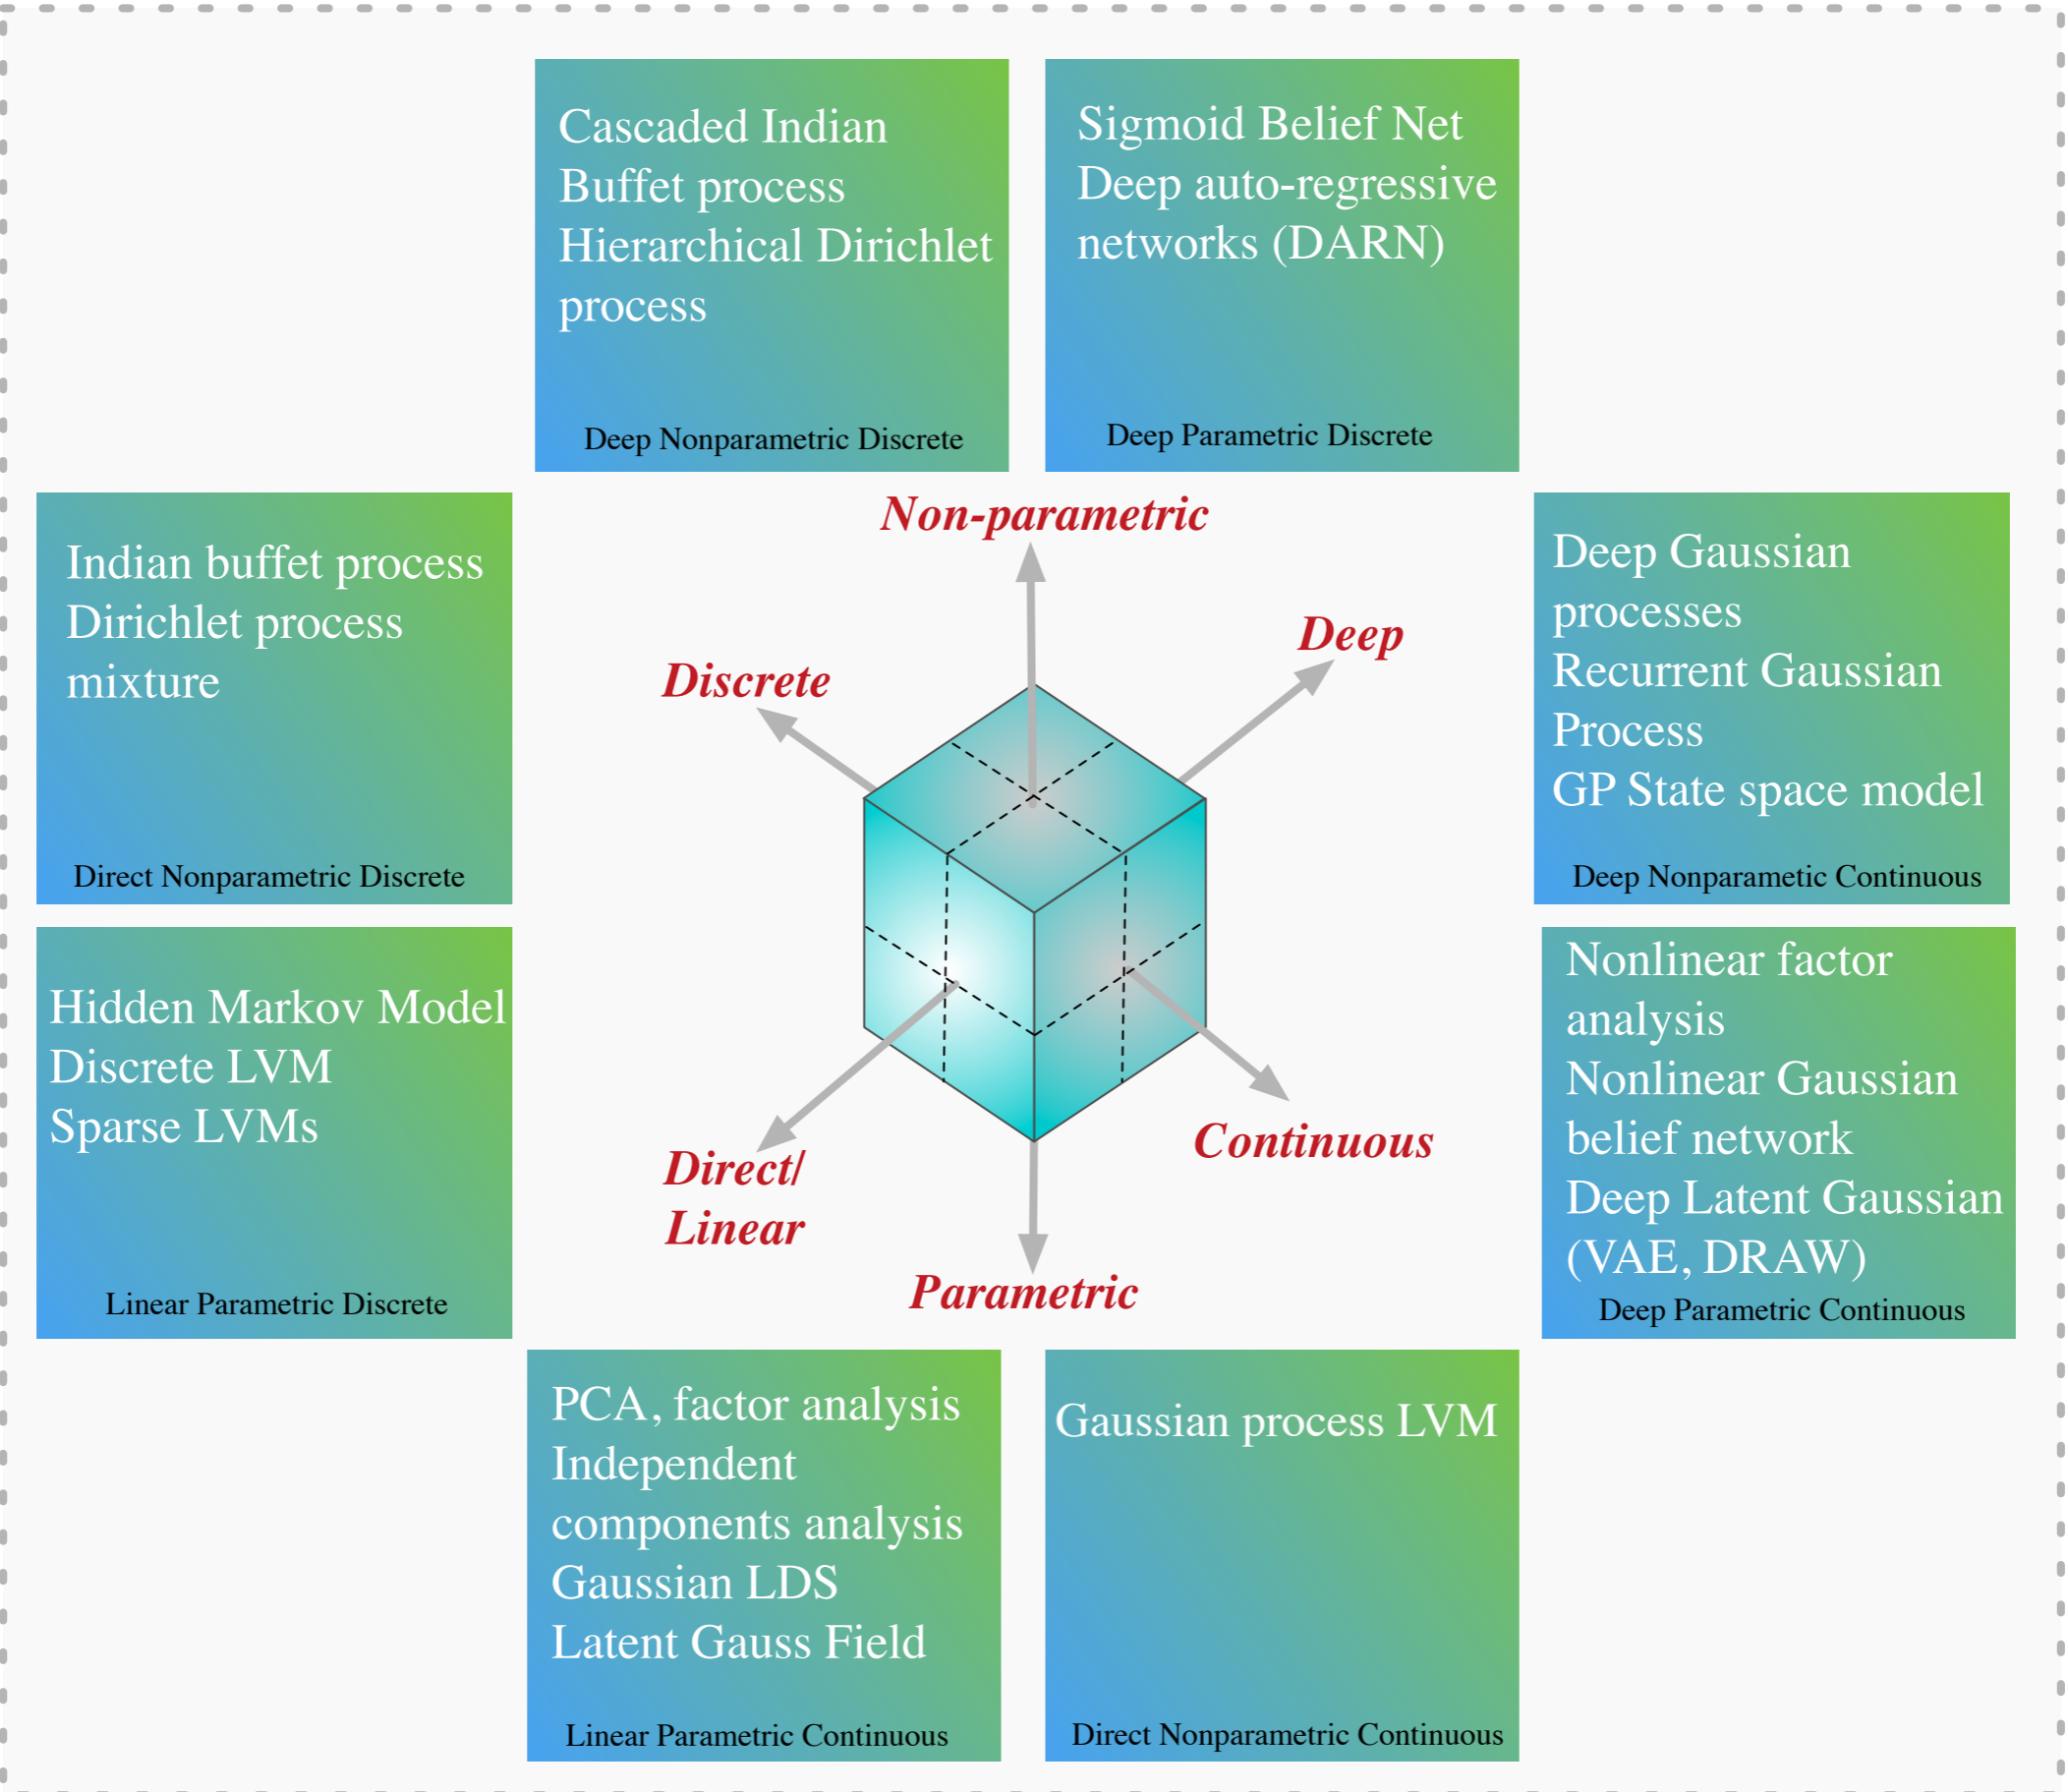 Cascaded Indian
Buffet process
Hierarchical Dirichlet
process
Deep Nonparametric Discrete
Sigmoid Belief Net
Deep auto-regressive
networks (DARN)
Deep Parametric Discrete
Indian buffet process
Dirichlet process
mixture
Direct Nonparametric Discrete
Non-parametric
Discrete
Deep
Deep Gaussian
processes
Recurrent Gaussian
Process
GP State space model
Deep Nonparametic Continuous
Hidden Markov Model
Discrete LVM
Sparse LVMs
Linear Parametric Discrete
Direct/
Linear
Continuous
Parametric
Nonlinear factor
analysis
Nonlinear Gaussian
belief network
Deep Latent Gaussian
(VAE, DRAW)
Deep Parametric Continuous
PCA, factor analysis
Independent
components analysis
Gaussian LDS
Latent Gauss Field
Linear Parametric Continuous
Gaussian process LVM
Direct Nonparametric Continuous